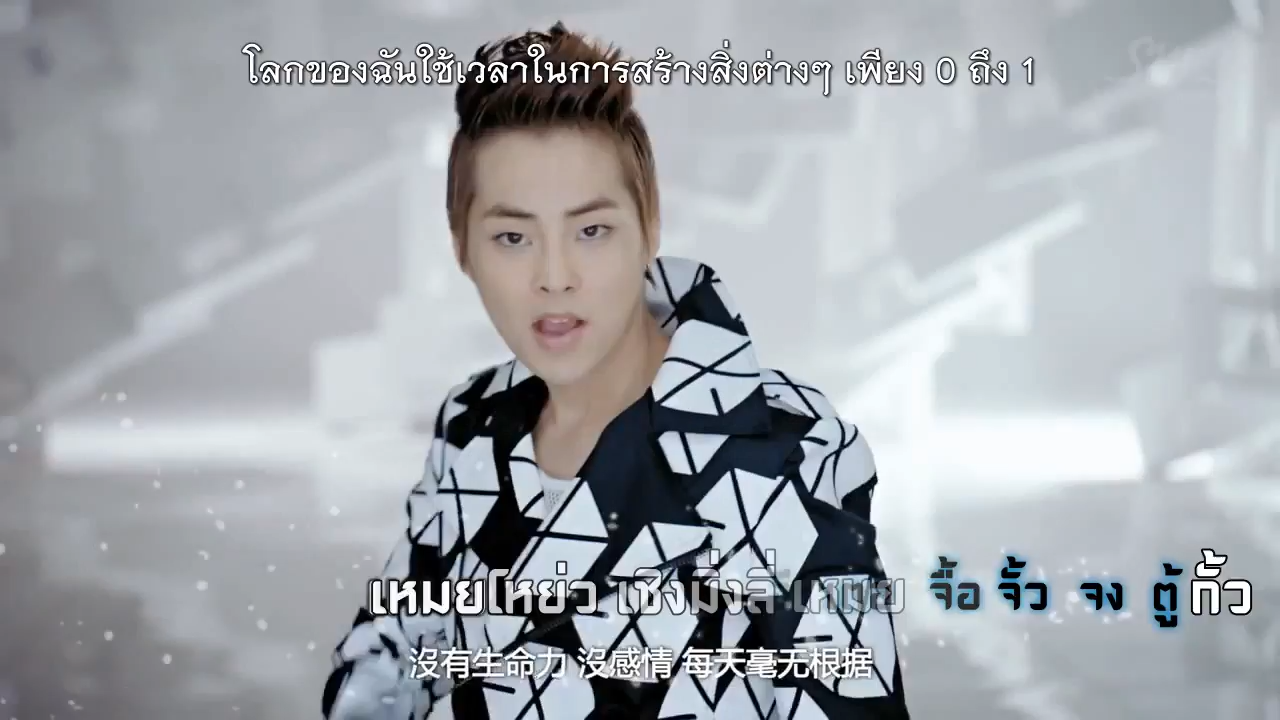 โลกของฉันใช้เวลาในการสร้างสิ่งต่างๆ เพียง 0 ถึง 1
เหมยโหย่ว เชิงมิ่งลี่ เหมย จื้อ จั้ว จง ตู้ กั้ว
沒有生命力 沒感情 每天毫无根据